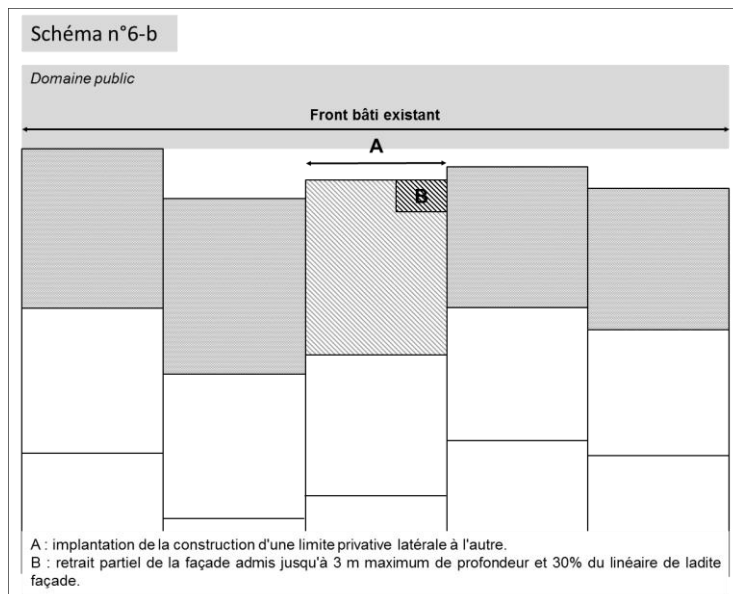 Schéma n°6-b
Domaine public
Front bâti existant
A
B
A : implantation de la construction d'une limite privative latérale à l'autre.
B : retrait partiel de la façade admis jusqu'à 3 m maximum de profondeur et 30% du linéaire de ladite
façade.